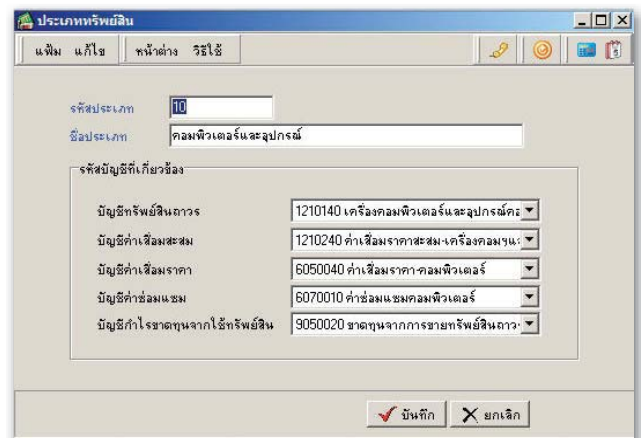 ประเภททรัพย์สิน
แฟ้ม แก้ไข หน้าต่าง วิธีใช้
รหัสประเภท 10
ชื่อประเภท คอมพิวเตอร์และอุปกรณ์
รหัสบัญชีที่เกี่ยวข้อง
บัญชีทรัพย์สินถาวร 1210140 เครื่องคอมพิวเตอร์และอุปกรณ์คอ
บัญชีค่าเสื่อมสะสม 1210240 ค่าเสื่อมราคาสะสม-เครื่องคอมฯแ
บัญชีค่าเสื่อมราคา 6050040 ค่าเสื่อมราคา-คอมพิวเตอร์
บัญชีค่าซ่อมแซม 6070010 ค่าซ่อมแซมคอมพิวเตอร์
บัญชีกำไรขาดทุนจากใช้ทรัพย์สิน 9050020 ขาดทุนจากการขายทรัพย์สินถาว
บันทึก ยกเลิก